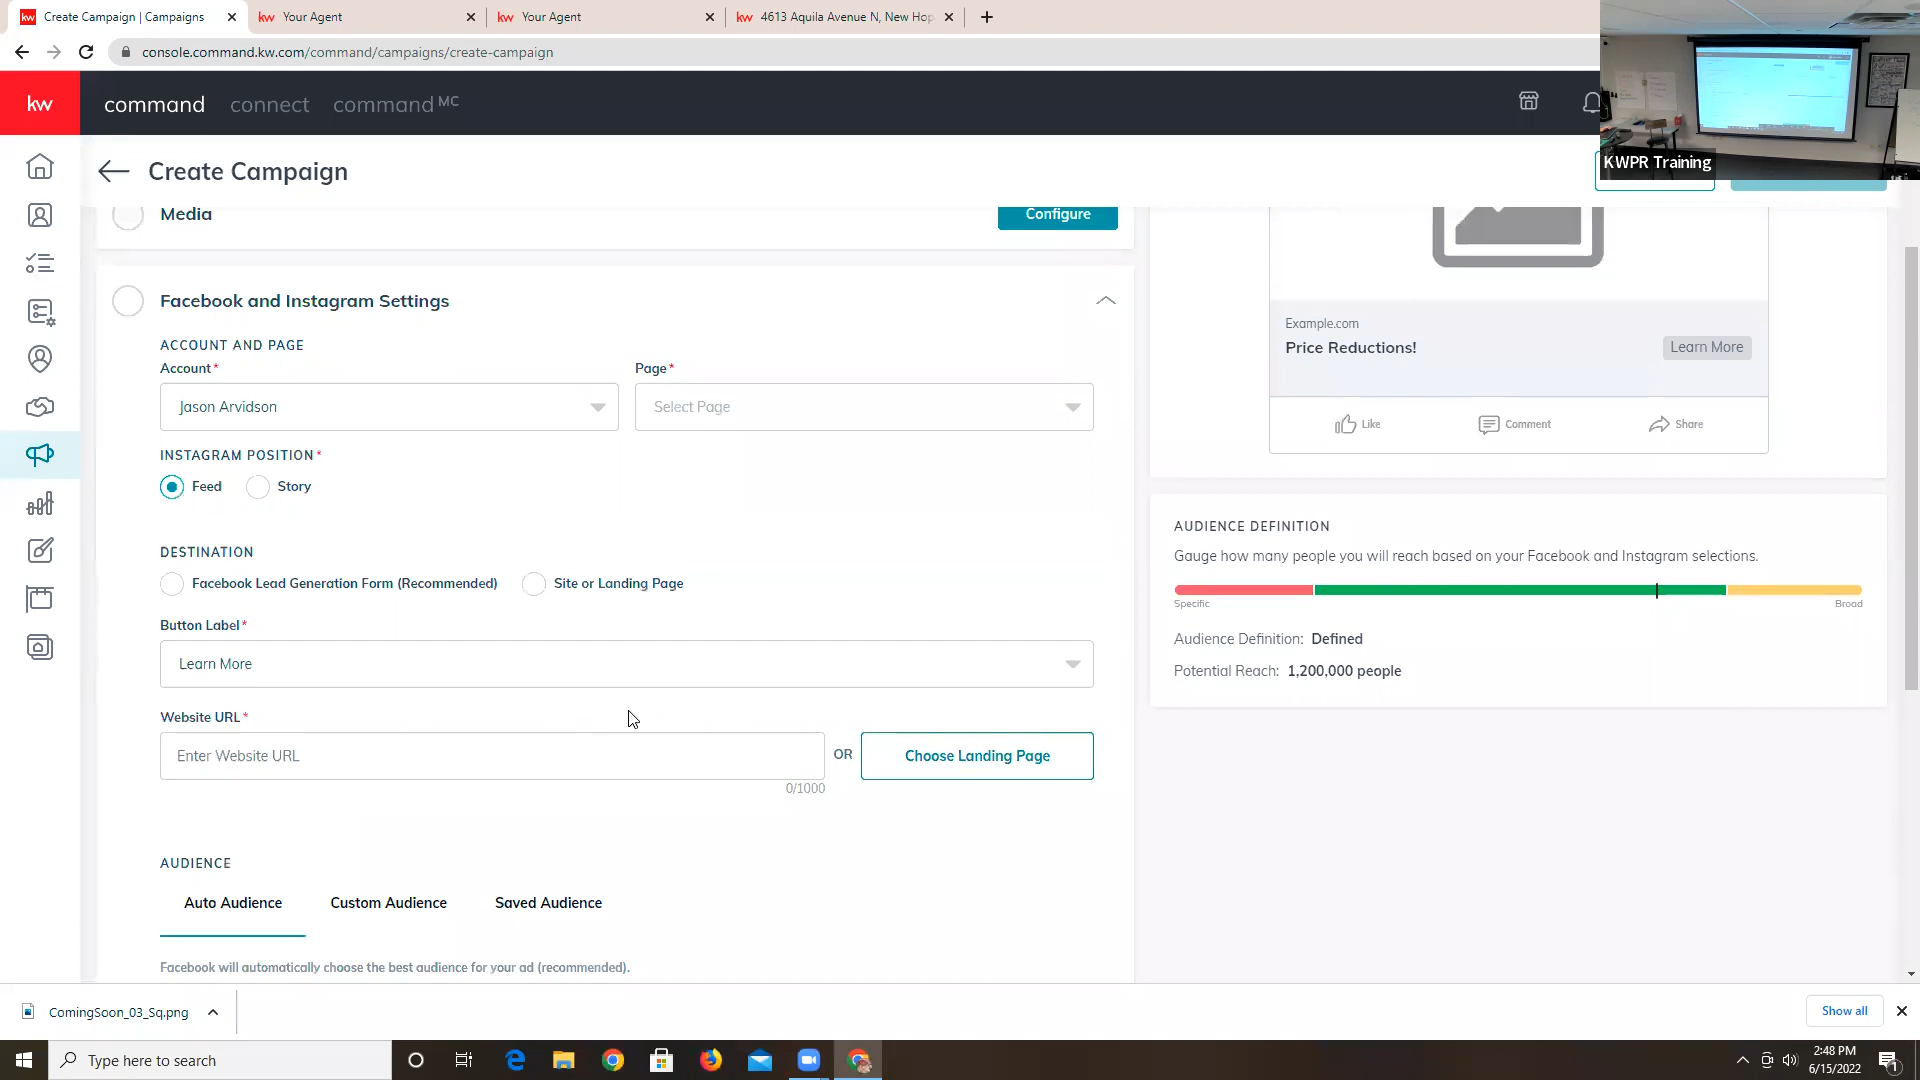 kw Create Campaign | Campaigns
kw Your Agent
kw Your Agent
kw 4613 Aquila Avenue N, New Hop
console.command.kw.com/command/campaigns/create-campaign
kw command connect command MC
KWPR Training
Create Campaign
Media
Configure
Facebook and Instagram Settings
ACCOUNT AND PAGE
Account*
Page*
Jason Arvidson
Select Page
INSTAGRAM POSITION*
Feed
Story
DESTINATION
Facebook Lead Generation Form (Recommended)
Site or Landing Page
Button Label*
Learn More
Website URL*
Enter Website URL
OR
Choose Landing Page
0/1000
AUDIENCE
Auto Audience
Custom Audience
Saved Audience
Facebook will automatically choose the best audience for your ad (recommended).
Example.com
Price Reductions!
Learn More
Like
Comment
Share
AUDIENCE DEFINITION
Gauge how many people you will reach based on your Facebook and Instagram selections.
Specific
Broad
Audience Definition: Defined
Potential Reach: 1,200,000 people
ComingSoon_03_Sq.png
Show all
Type here to search
2:48 PM
6/15/2022
1